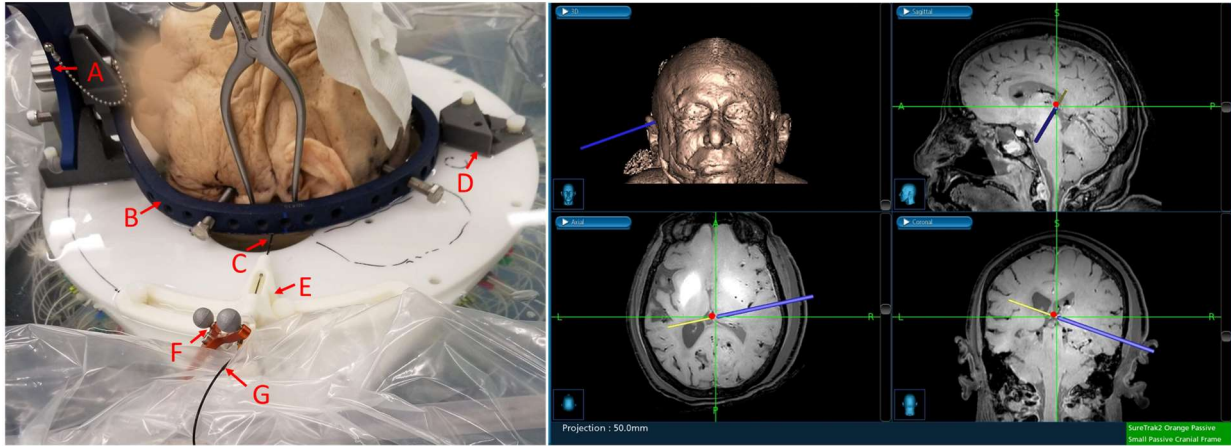 A
B
C
D
E
F
G
3D
Sagittal
S
A
P
Axial
A
L
R
P
Coronal
S
L
R
Projection : 50.0mm
SureTrak2 Orange Passive
Small Passive Cranial Frame